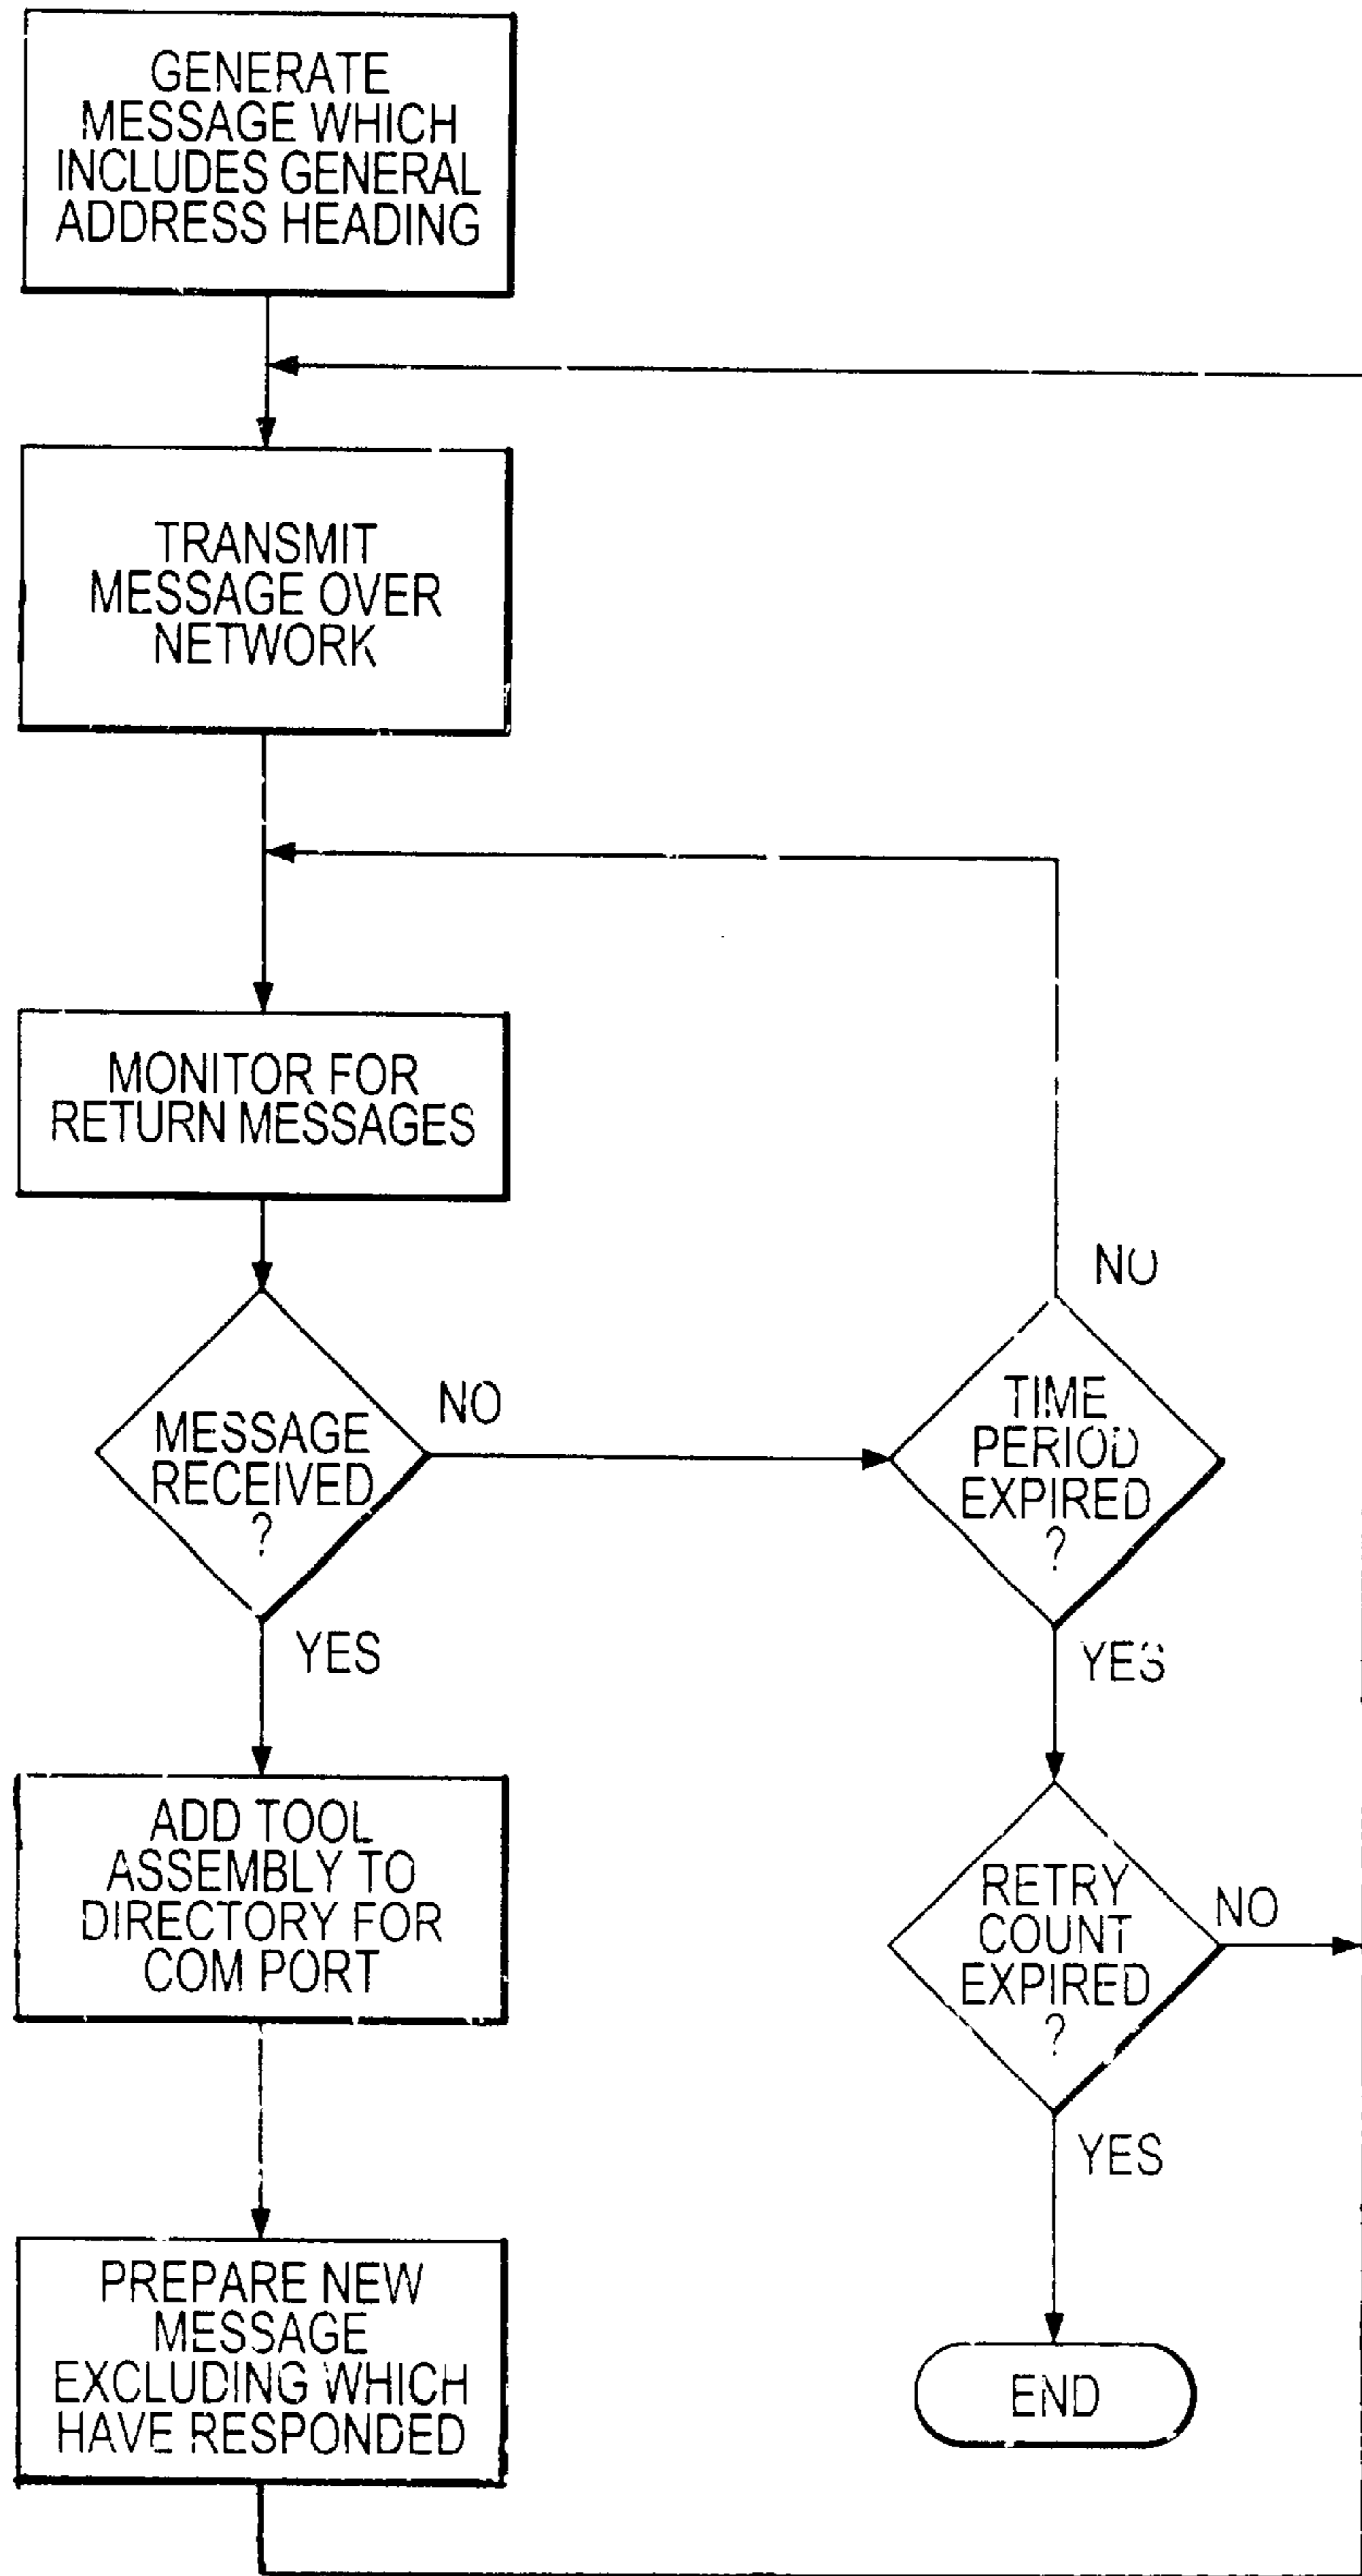 GENERATE
MESSAGE WHICH
INCLUDES GENERAL
ADDRESS HEADING
TRANSMIT
MESSAGE OVER
NETWORK
MONITOR FOR
RETURN MESSAGES
MESSAGE
RECEIVED
?
NO
YES
TIME
PERIOD
EXPIRED
?
NO
YES
ADD TOOL
ASSEMBLY TO
DIRECTORY FOR
COM PORT
RETRY
COUNT
EXPIRED
?
NO
YES
PREPARE NEW
MESSAGE
EXCLUDING WHICH
HAVE RESPONDED
END